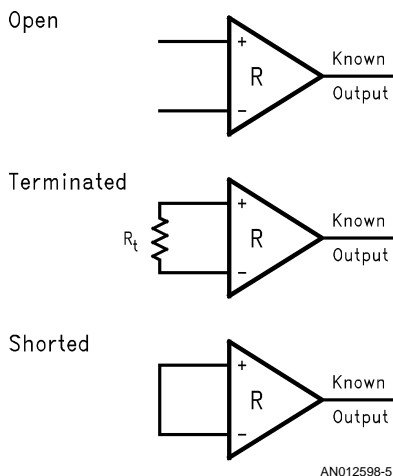 Open
+
R
−
Known
Output
Terminated
Rt
+
R
−
Known
Output
Shorted
+
R
−
Known
Output
AN012598-5